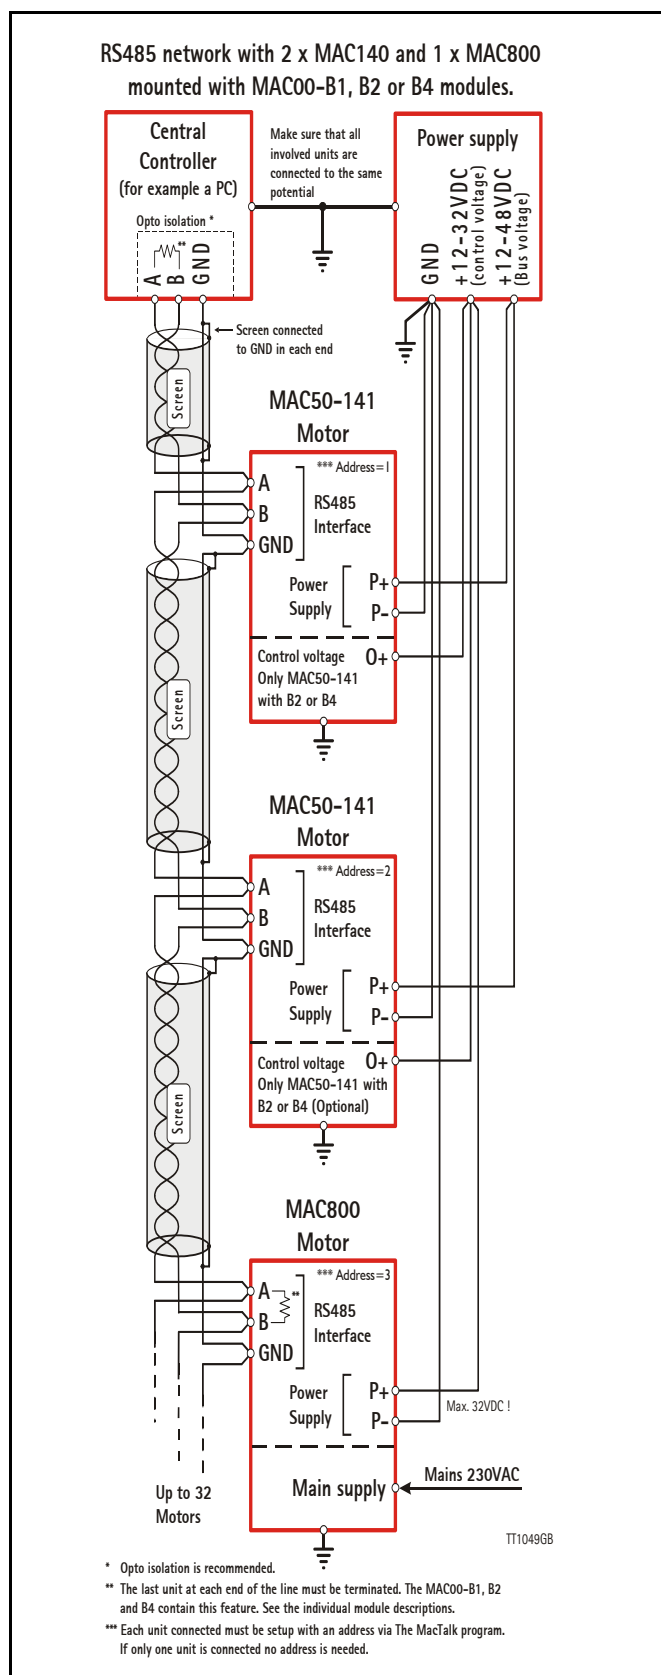 RS485 network with 2 x MAC140 and 1 x MAC800
mounted with MAC00-B1, B2 or B4 modules.
Central
Controller
(for example a PC)
Opto isolation *
**
A
B
GND
Make sure that all
involved units are
connected to the same
potential
Power supply
GND
+12-32VDC
(control voltage)
+12-48VDC
(Bus voltage)
Screen connected
to GND in each end
Screen
MAC50-141
Motor
*** Address=1
A
RS485
B
Interface
GND
Power
Supply
P+
P-
Control voltage
O+
Only MAC50-141
with B2 or B4
Screen
MAC50-141
Motor
*** Address=2
A
RS485
B
Interface
GND
Power
Supply
P+
P-
Control voltage
O+
Only MAC50-141 with
B2 or B4 (Optional)
Screen
MAC800
Motor
*** Address=3
A
**
RS485
B
Interface
GND
Power
Supply
P+
P-
Max. 32VDC !
Main supply
Mains 230VAC
Up to 32
Motors
TT1049GB
* Opto isolation is recommended.
** The last unit at each end of the line must be terminated. The MAC00-B1, B2
and B4 contain this feature. See the individual module descriptions.
*** Each unit connected must be setup with an address via The MacTalk program.
If only one unit is connected no address is needed.